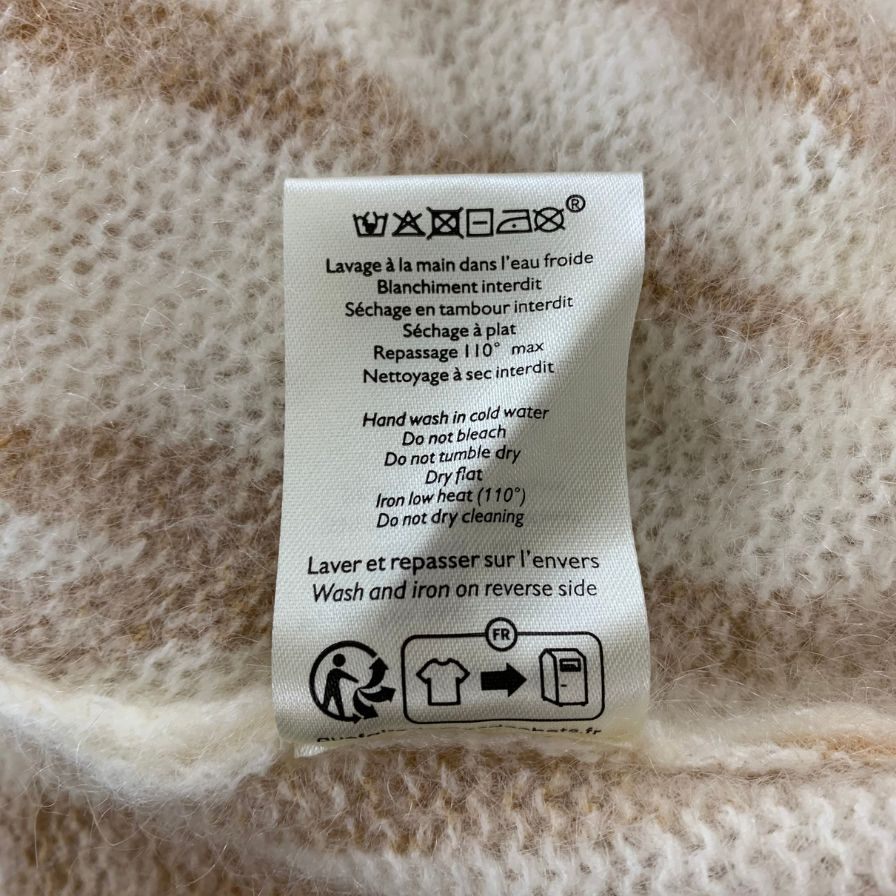 ®
Lavage à la main dans l'eau froide
Blanchiment interdit
Séchage en tambour interdit
Séchage à plat
Repassage 110° max
Nettoyage à sec interdit
Hand wash in cold water
Do not bleach
Do not tumble dry
Dry flat
Iron low heat (110°)
Do not dry cleaning
Laver et repasser sur l'envers
Wash and iron on reverse side
FR